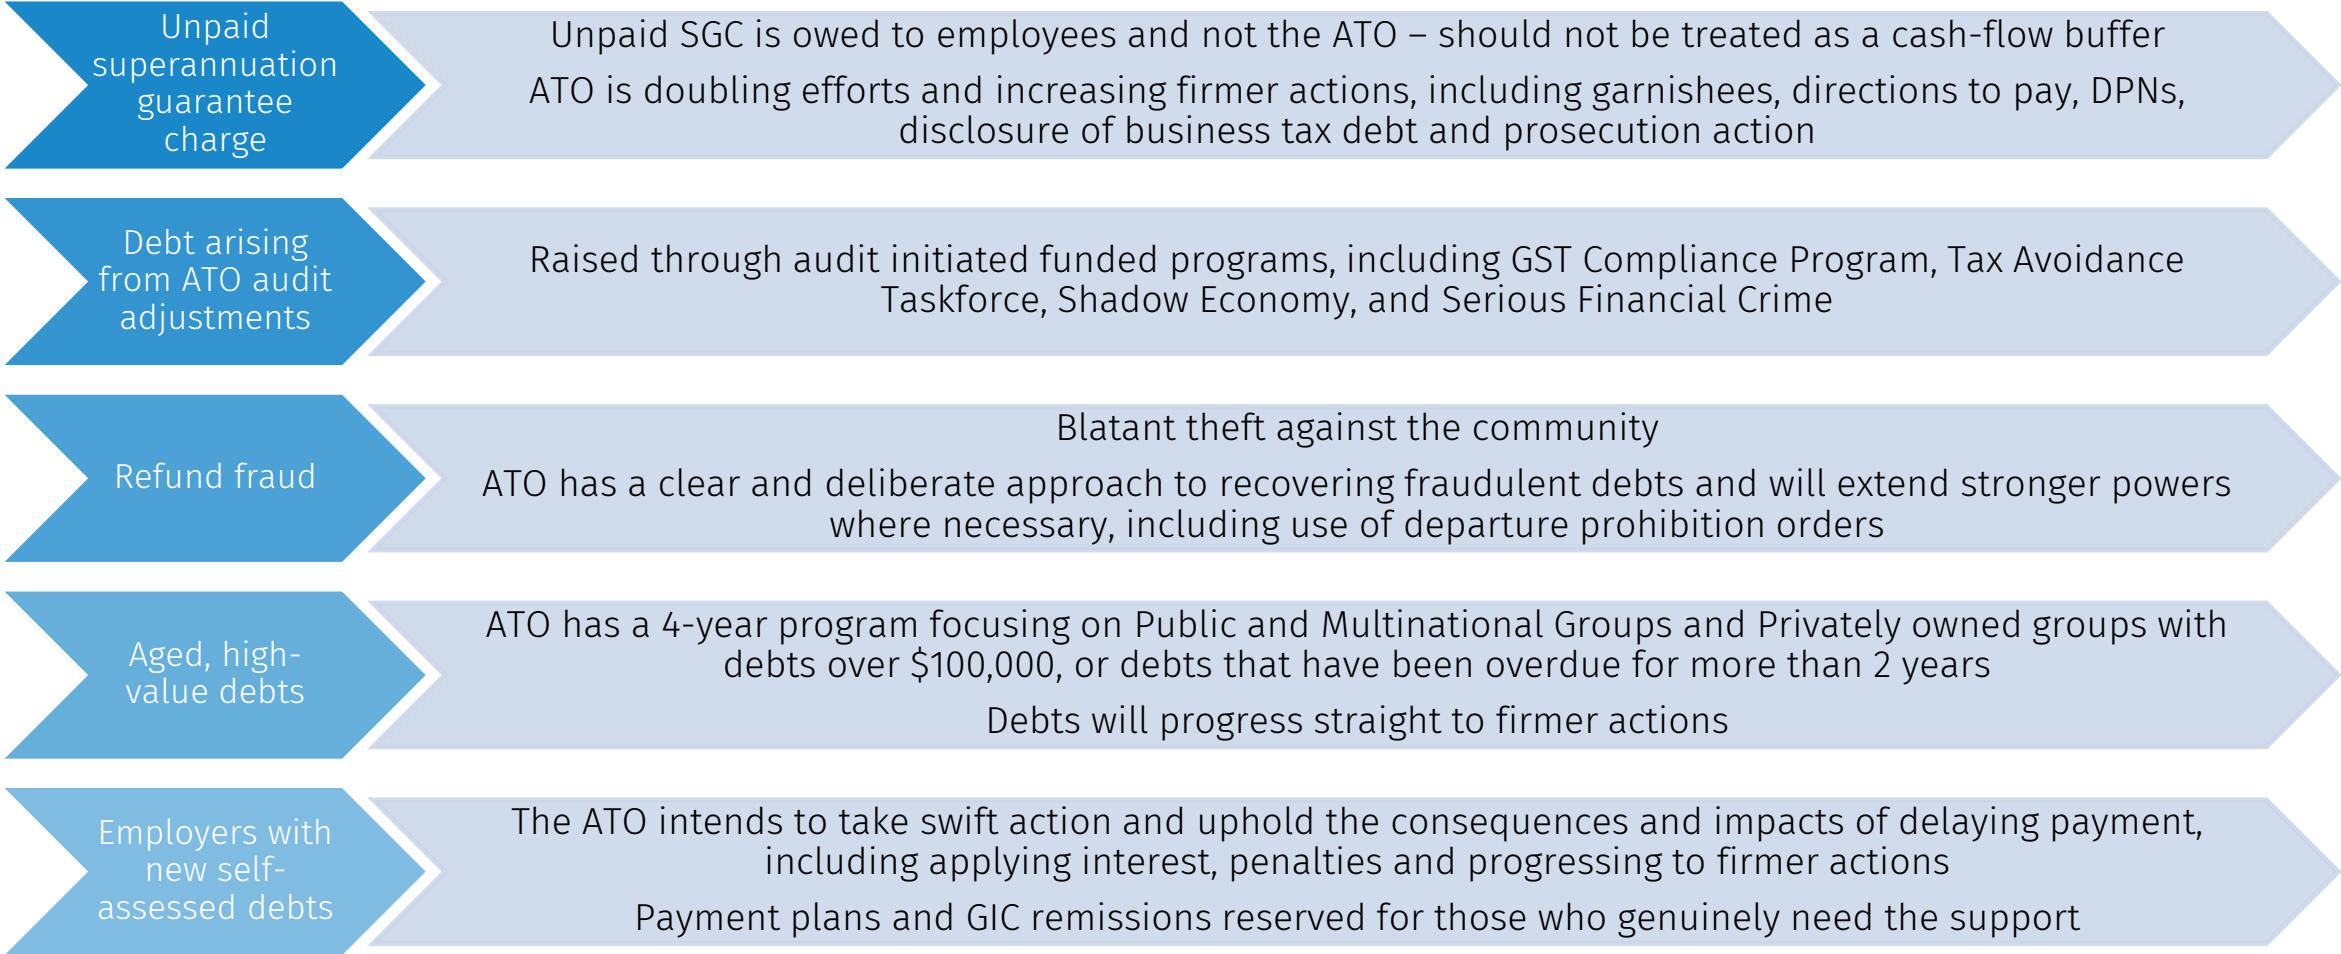 Unpaid
superannuation
guarantee
charge
Unpaid SGC is owed to employees and not the ATO – should not be treated as a cash-flow buffer
ATO is doubling efforts and increasing firmer actions, including garnishees, directions to pay, DPNs,
disclosure of business tax debt and prosecution action
Debt arising
from ATO audit
adjustments
Raised through audit initiated funded programs, including GST Compliance Program, Tax Avoidance
Taskforce, Shadow Economy, and Serious Financial Crime
Refund fraud
Blatant theft against the community
ATO has a clear and deliberate approach to recovering fraudulent debts and will extend stronger powers
where necessary, including use of departure prohibition orders
Aged, high-
value debts
ATO has a 4-year program focusing on Public and Multinational Groups and Privately owned groups with
debts over $100,000, or debts that have been overdue for more than 2 years
Debts will progress straight to firmer actions
Employers with
new self-
assessed debts
The ATO intends to take swift action and uphold the consequences and impacts of delaying payment,
including applying interest, penalties and progressing to firmer actions
Payment plans and GIC remissions reserved for those who genuinely need the support